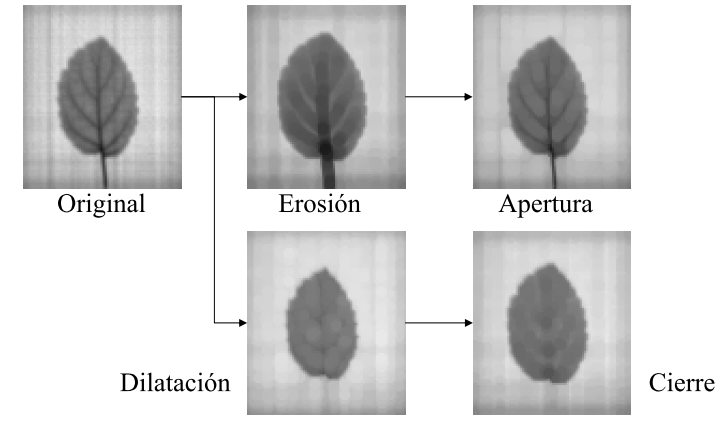 Original
Erosión
Apertura
Dilatación
Cierre